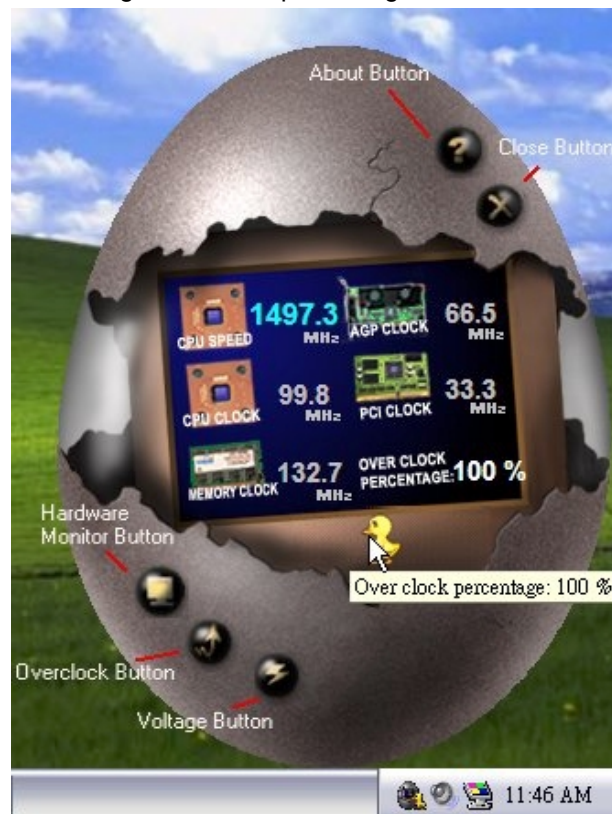 About Button
Close Button
CPU SPEED 1497.3 MHz
AGP CLOCK 66.5 MHz
CPU CLOCK 99.8 MHz
PCI CLOCK 33.3 MHz
MEMORY CLOCK 132.7 MHz
OVER CLOCK
PERCENTAGE:100 %
Hardware
Monitor Button
Over clock percentage: 100 %
Overclock Button
Voltage Button
11:46 AM